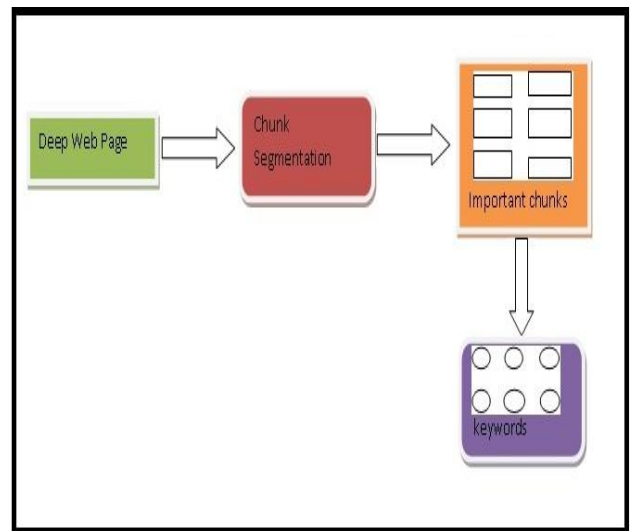 Deep Web Page
Chunk
Segmentation
Important chunks
keywords